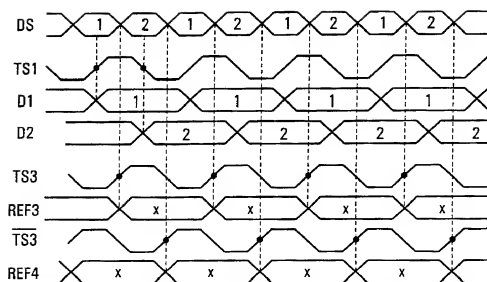 DS 1 2 1 2 1 2 1 2
TS1
D1 1 1 1 1
D2 2 2 2 2 2
TS3
REF3 x x x x
TS3
REF4 x x x x